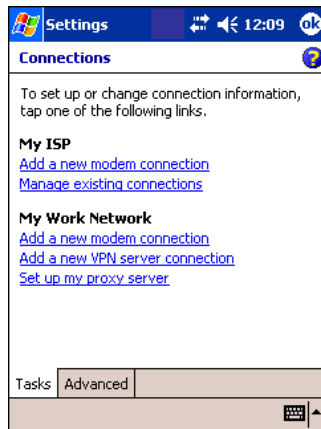 Settings 12:09 ok
Connections ?
To set up or change connection information,
tap one of the following links.
My ISP
Add a new modem connection
Manage existing connections
My Work Network
Add a new modem connection
Add a new VPN server connection
Set up my proxy server
Tasks Advanced